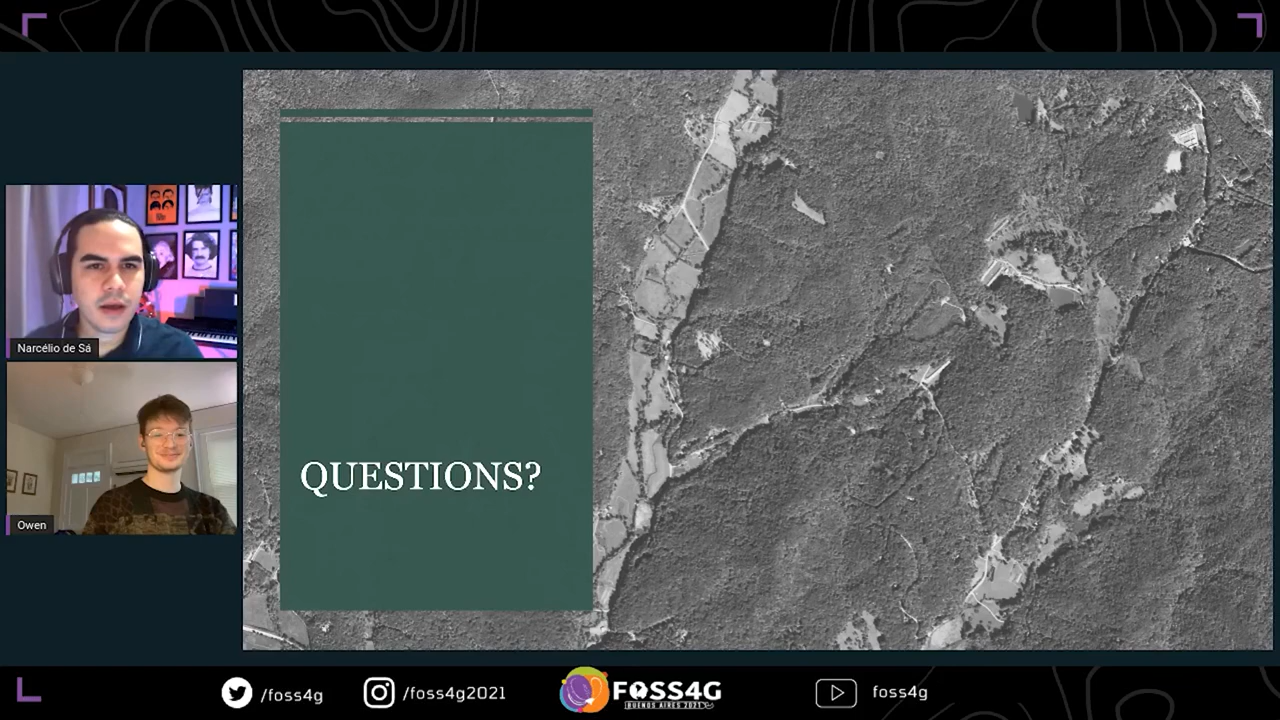 QUESTIONS?
Narcélio de Sá
Owen
/foss4g
/foss4g2021
FOSS4G
BUENOS AIRES 2021
foss4g